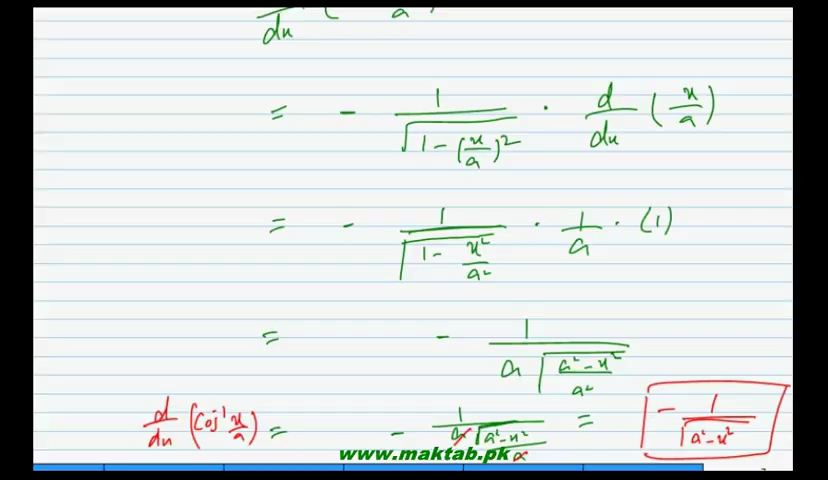 d/dx ( a
= - 1/√(1-(x/a)²) · d/dx (x/a)
= - 1/√(1 - x²/a²) · 1/a · (1)
= - 1/(a√((a²-x²)/a²))
d/dx (Cos⁻¹ x/a) = - 1/(a√(a²-x²)/a) = - 1/√(a²-x²)
www.maktab.pk